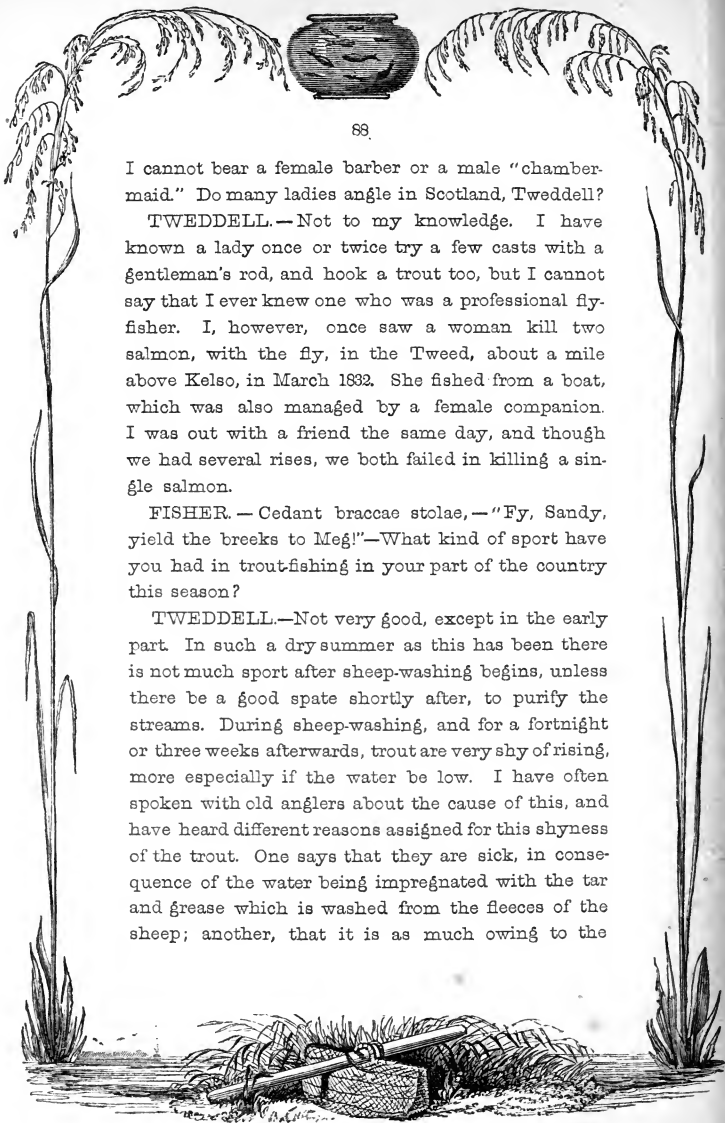 88.
I cannot bear a female barber or a male "chamber-
maid." Do many ladies angle in Scotland, Tweddell?
TWEDDELL.—Not to my knowledge. I have
known a lady once or twice try a few casts with a
gentleman's rod, and hook a trout too, but I cannot
say that I ever knew one who was a professional fly-
fisher. I, however, once saw a woman kill two
salmon, with the fly, in the Tweed, about a mile
above Kelso, in March 1832. She fished from a boat,
which was also managed by a female companion.
I was out with a friend the same day, and though
we had several rises, we both failed in killing a sin-
gle salmon.
FISHER.—Cedant braccae stolae,—"Fy, Sandy,
yield the breeks to Meg!"—What kind of sport have
you had in trout-fishing in your part of the country
this season?
TWEDDELL.—Not very good, except in the early
part. In such a dry summer as this has been there
is not much sport after sheep-washing begins, unless
there be a good spate shortly after, to purify the
streams. During sheep-washing, and for a fortnight
or three weeks afterwards, trout are very shy of rising,
more especially if the water be low. I have often
spoken with old anglers about the cause of this, and
have heard different reasons assigned for this shyness
of the trout. One says that they are sick, in conse-
quence of the water being impregnated with the tar
and grease which is washed from the fleeces of the
sheep; another, that it is as much owing to the